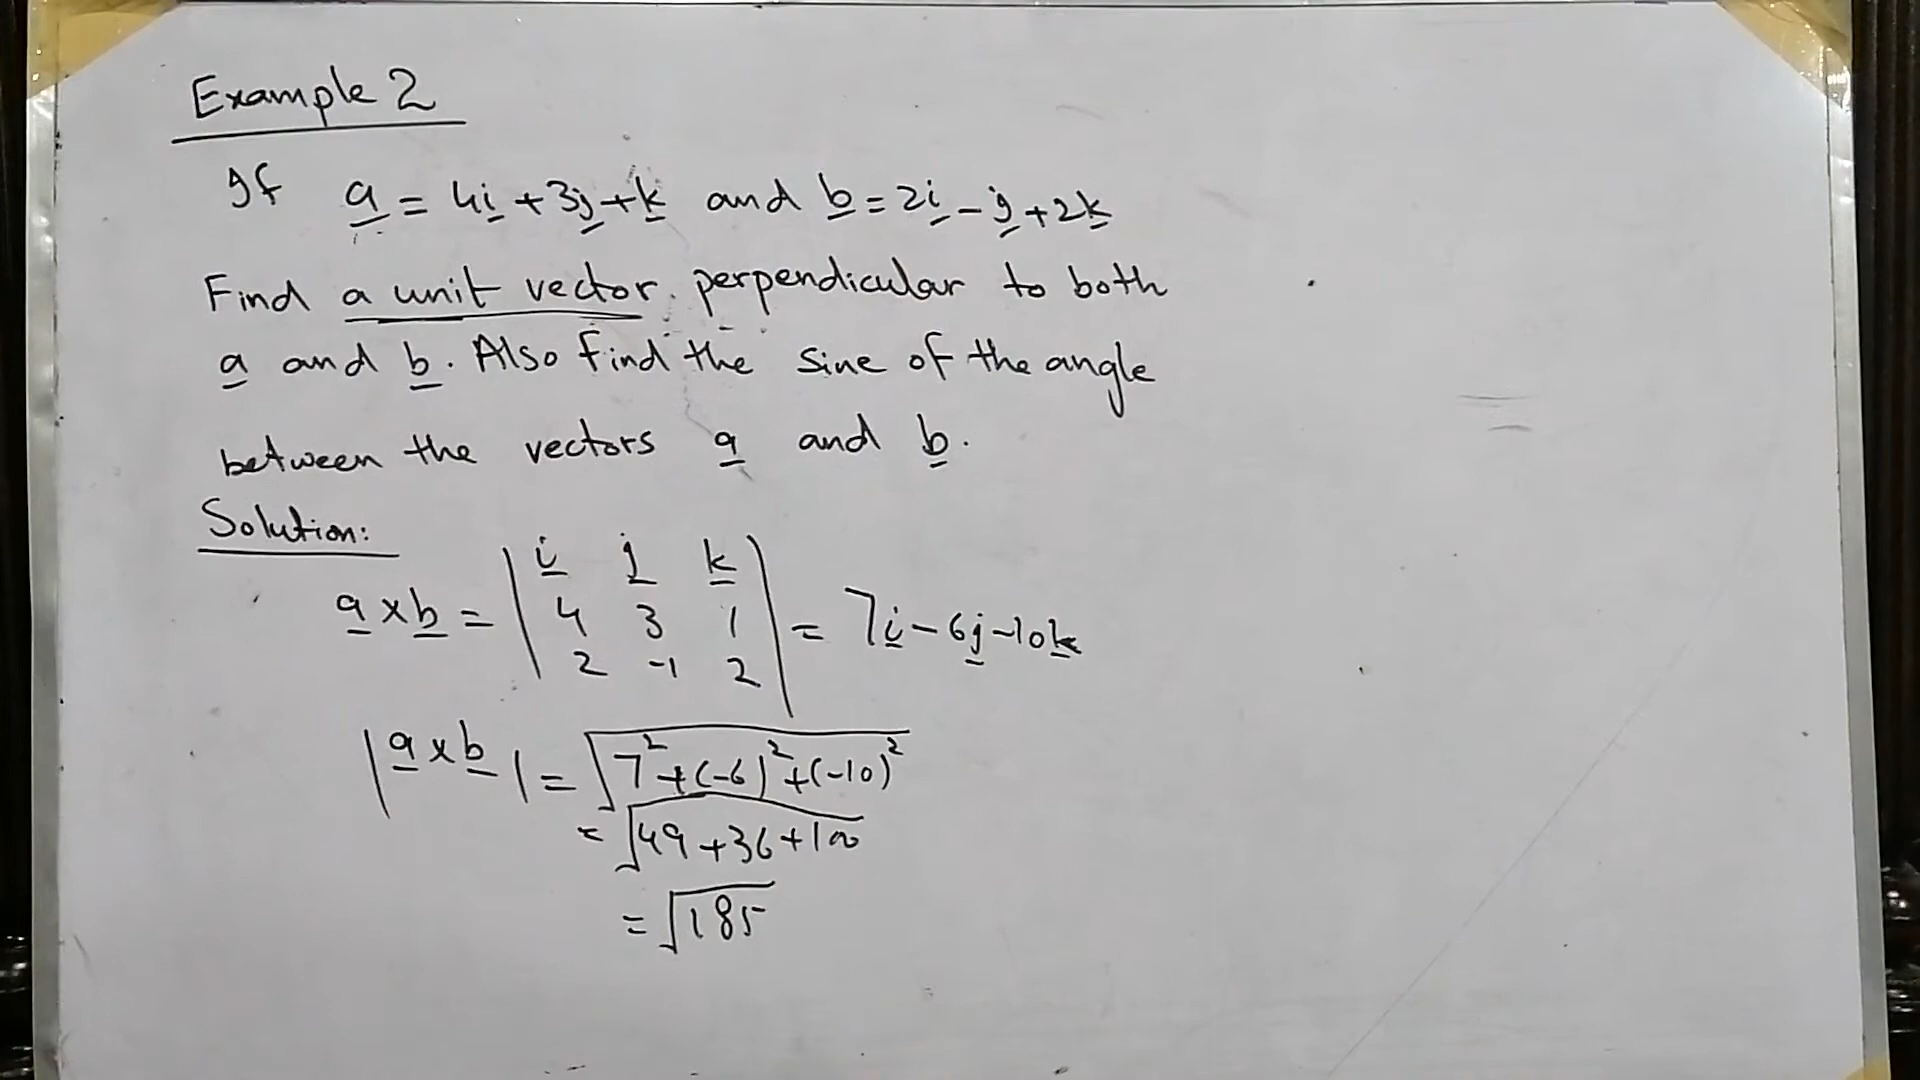 Example 2
If a = 4i + 3j + k and b = 2i - j + 2k
Find a unit vector perpendicular to both
a and b. Also find the sine of the angle
between the vectors a and b.
Solution:
a × b = | i j k | = 7i - 6j - 10k
| 4 3 1 |
| 2 -1 2 |
| a × b | = √(7² + (-6)² + (-10)²)
= √(49 + 36 + 100)
= √185